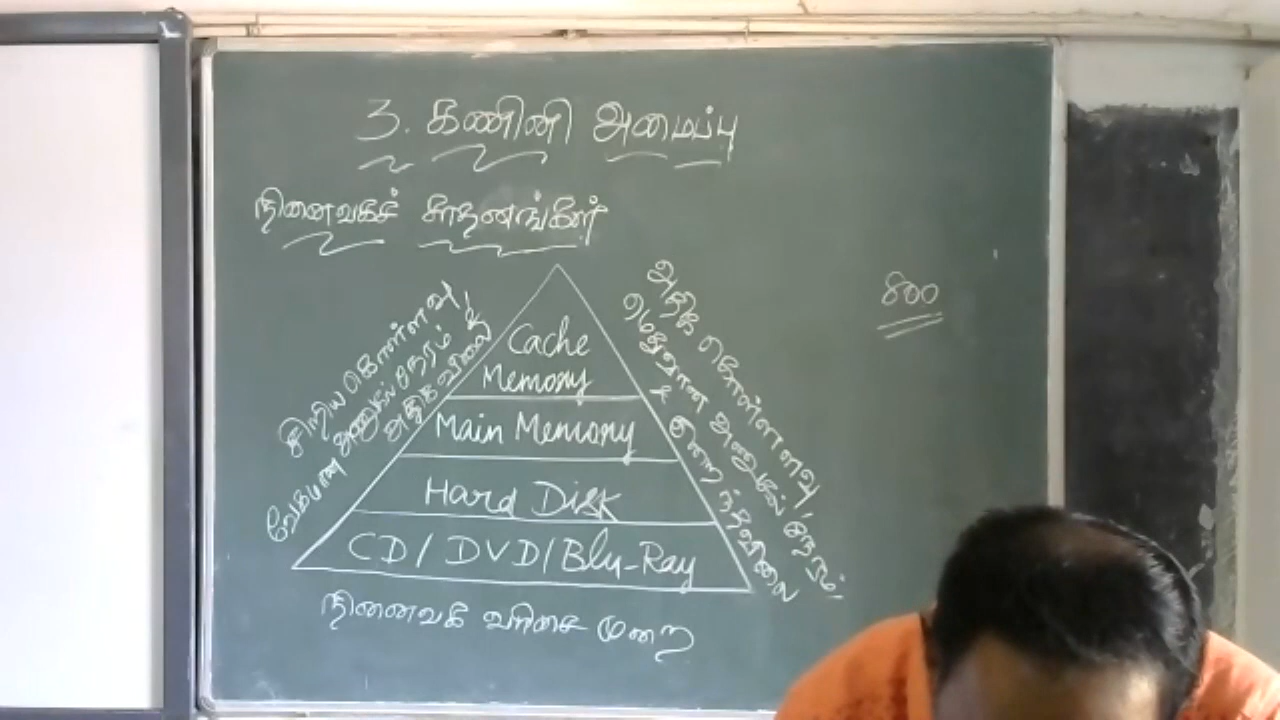 3. கணினி அமைப்பு
நினைவகச் சாதனங்கள்
சிறிய கொள்ளளவு,
வேகமான அணுகல் நேரம் &
அதிக விலை
Cache
Memory
Main Memory
Hard Disk
CD/ DVD/Blu-Ray
அதிக கொள்ளளவு,
மெதுவான அணுகல் நேரம்,
& குறைந்தவிலை
நினைவக வரிசை முறை